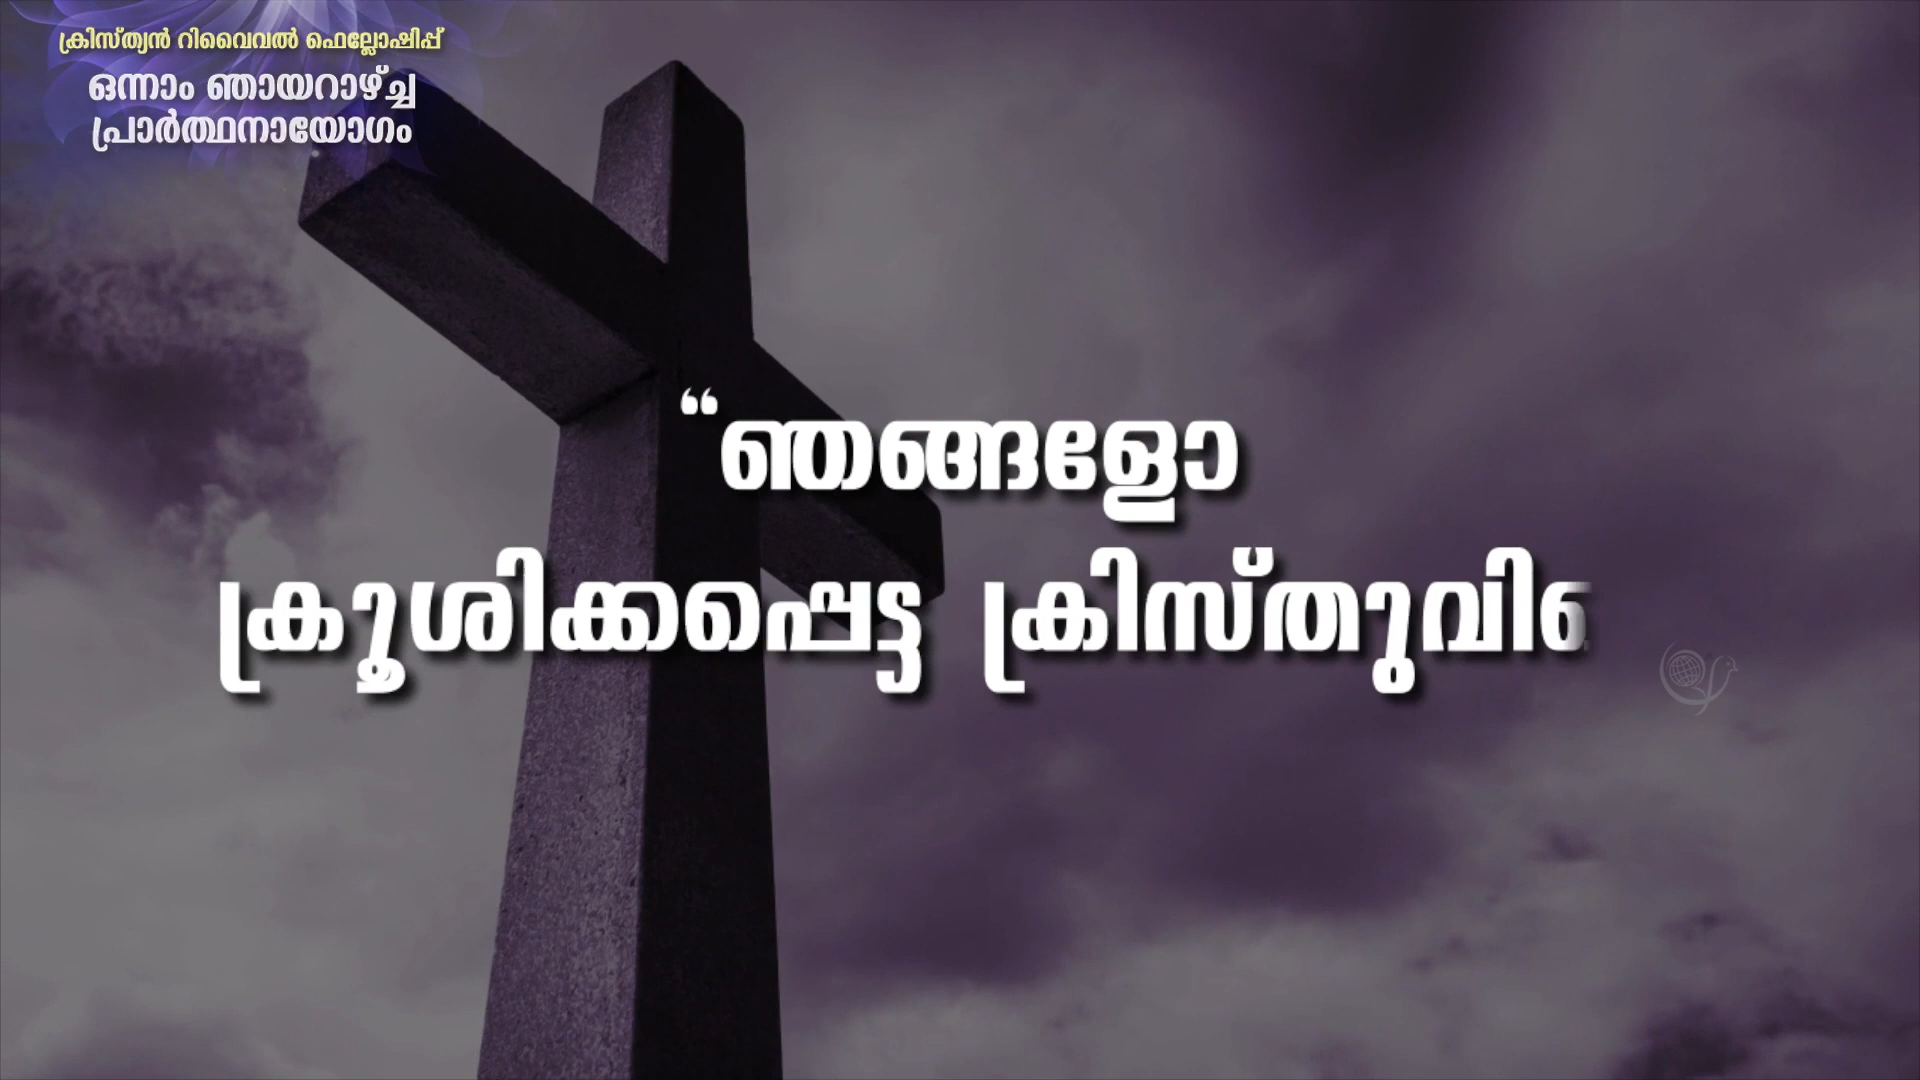 ക്രിസ്ത്യൻ റിവൈവൽ ഫെല്ലോഷിപ്പ്
ഒന്നാം ഞായറാഴ്ച്ച
പ്രാർത്ഥനായോഗം
“ഞങ്ങളോ
ക്രൂശിക്കപ്പെട്ട ക്രിസ്തുവി